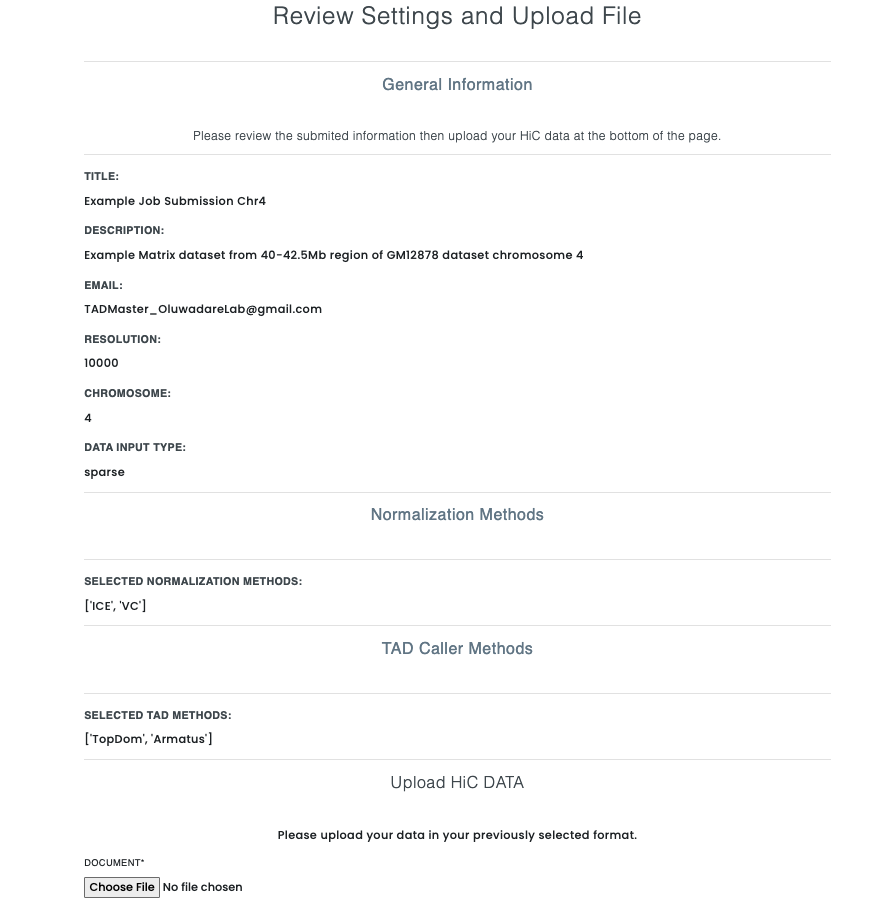 Review Settings and Upload File
General Information
Please review the submited information then upload your HiC data at the bottom of the page.
TITLE:
Example Job Submission Chr4
DESCRIPTION:
Example Matrix dataset from 40-42.5Mb region of GM12878 dataset chromosome 4
EMAIL:
TADMaster_OluwadareLab@gmail.com
RESOLUTION:
10000
CHROMOSOME:
4
DATA INPUT TYPE:
sparse
Normalization Methods
SELECTED NORMALIZATION METHODS:
['ICE', 'VC']
TAD Caller Methods
SELECTED TAD METHODS:
['TopDom', 'Armatus']
Upload HiC DATA
Please upload your data in your previously selected format.
DOCUMENT*
Choose File No file chosen